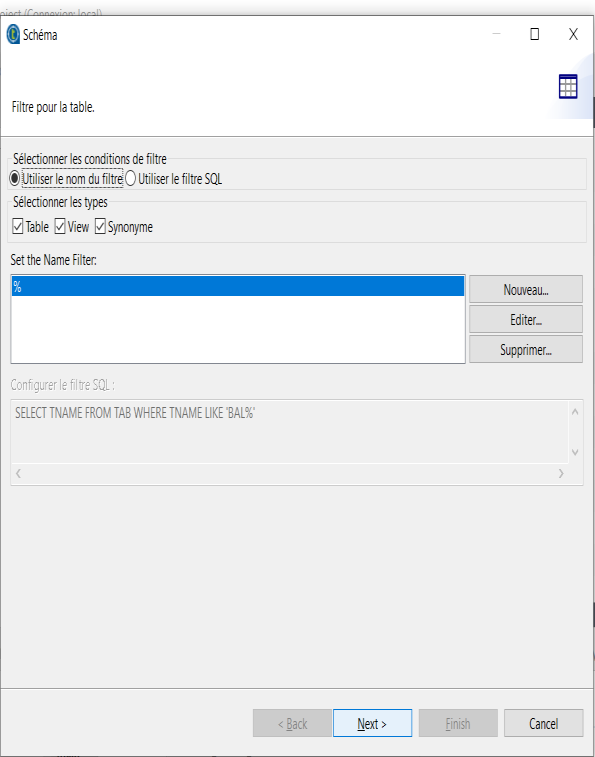 oject (Connexion: local)
Schéma
Filtre pour la table.
Sélectionner les conditions de filtre
Utiliser le nom du filtre Utiliser le filtre SQL
Sélectionner les types
Table View Synonyme
Set the Name Filter:
%
Nouveau...
Editer...
Supprimer...
Configurer le filtre SQL :
SELECT TNAME FROM TAB WHERE TNAME LIKE 'BAL%'
< Back Next > Finish Cancel